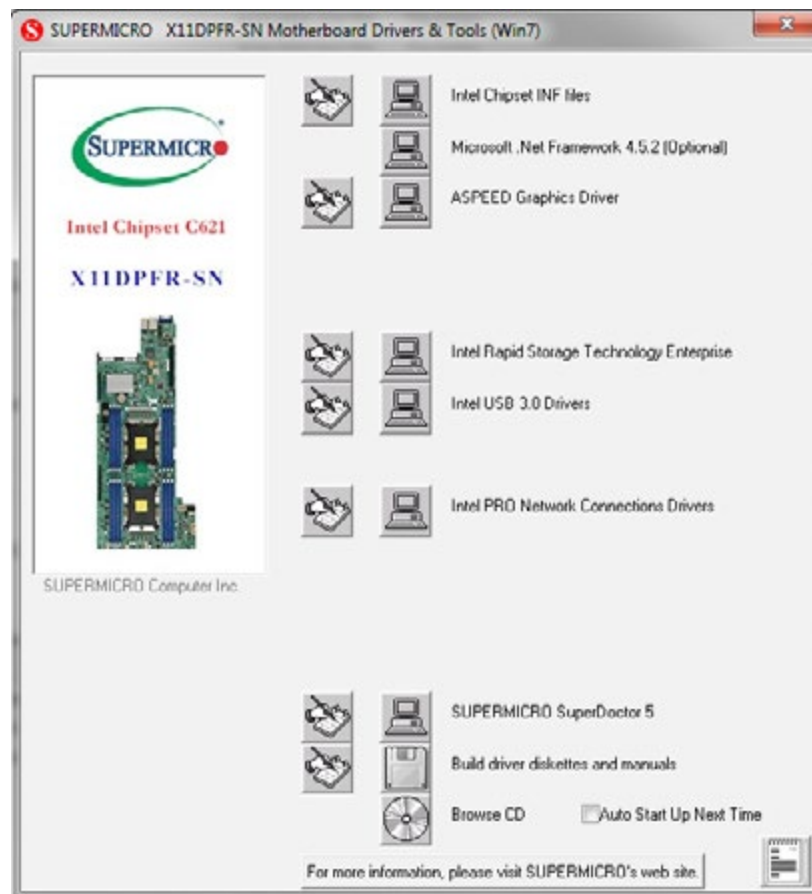 SUPERMICRO X11DPFR-SN Motherboard Drivers & Tools (Win7)
SUPERMICRO
Intel Chipset C621
X11DPFR-SN
SUPERMICRO Computer Inc.
Intel Chipset INF files
Microsoft .Net Framework 4.5.2 (Optional)
ASPEED Graphics Driver
Intel Rapid Storage Technology Enterprise
Intel USB 3.0 Drivers
Intel PRO Network Connections Drivers
SUPERMICRO SuperDoctor 5
Build driver diskettes and manuals
Browse CD
Auto Start Up Next Time
For more information, please visit SUPERMICRO's web site.